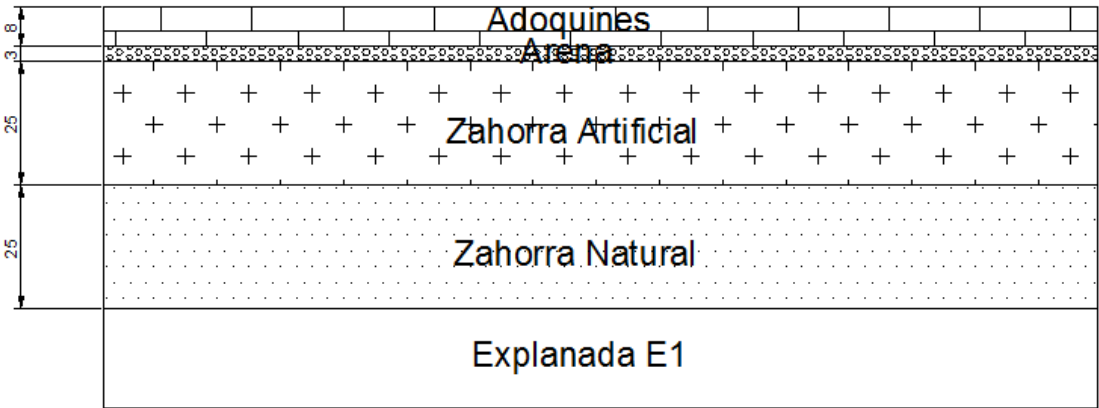 8
Adoquines
3
Arena
25
Zahorra Artificial
25
Zahorra Natural
Explanada E1